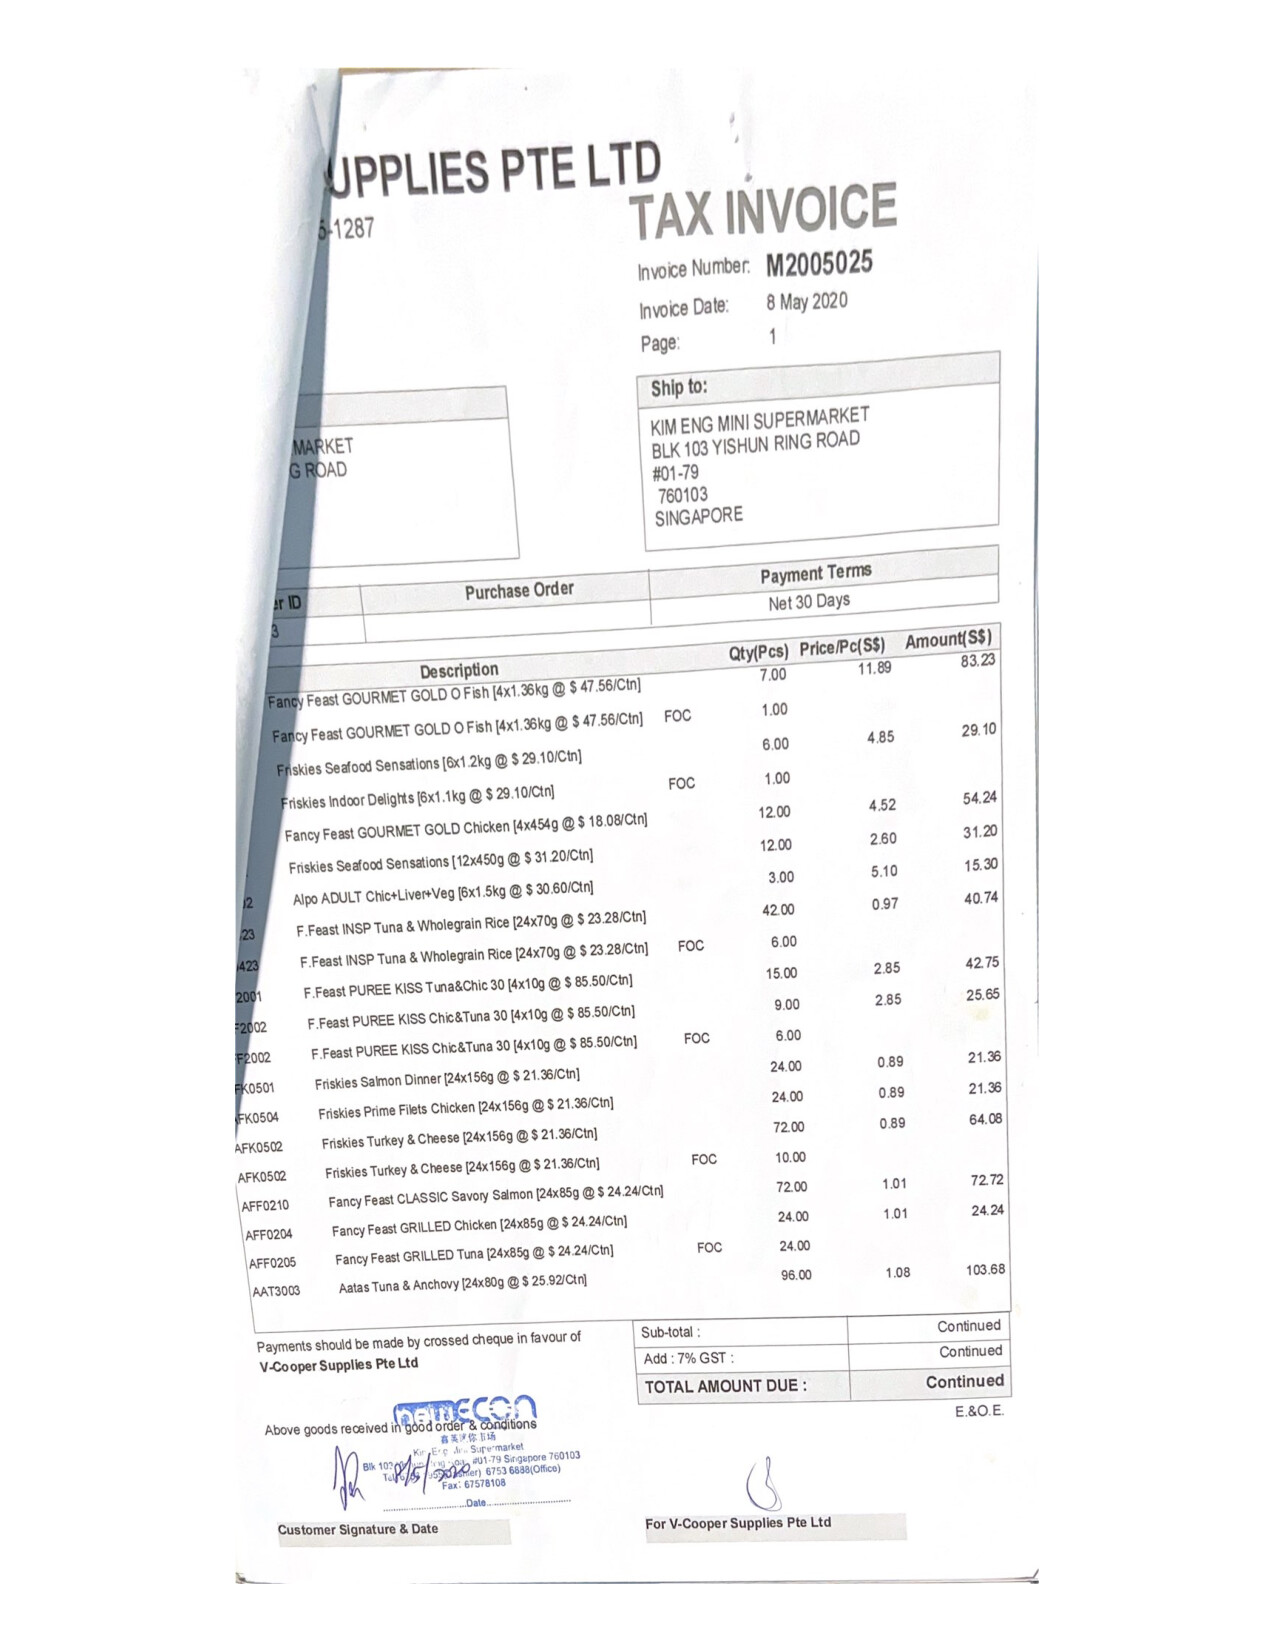 UPPLIES PTE LTD
-1287
TAX INVOICE
Invoice Number: M2005025
Invoice Date: 8 May 2020
Page: 1
Ship to:
MARKET
G ROAD
KIM ENG MINI SUPERMARKET
BLK 103 YISHUN RING ROAD
#01-79
760103
SINGAPORE
er ID Purchase Order Payment Terms
3 Net 30 Days
Description Qty(Pcs) Price/Pc(S$) Amount(S$)
Fancy Feast GOURMET GOLD O Fish [4x1.36kg @ $ 47.56/Ctn] 7.00 11.89 83.23
Fancy Feast GOURMET GOLD O Fish [4x1.36kg @ $ 47.56/Ctn] FOC 1.00
Friskies Seafood Sensations [6x1.2kg @ $ 29.10/Ctn] 6.00 4.85 29.10
Friskies Indoor Delights [6x1.1kg @ $ 29.10/Ctn] FOC 1.00
Fancy Feast GOURMET GOLD Chicken [4x454g @ $ 18.08/Ctn] 12.00 4.52 54.24
Friskies Seafood Sensations [12x450g @ $ 31.20/Ctn] 12.00 2.60 31.20
2 Alpo ADULT Chic+Liver+Veg [6x1.5kg @ $ 30.60/Ctn] 3.00 5.10 15.30
23 F.Feast INSP Tuna & Wholegrain Rice [24x70g @ $ 23.28/Ctn] 42.00 0.97 40.74
423 F.Feast INSP Tuna & Wholegrain Rice [24x70g @ $ 23.28/Ctn] FOC 6.00
2001 F.Feast PUREE KISS Tuna&Chic 30 [4x10g @ $ 85.50/Ctn] 15.00 2.85 42.75
F2002 F.Feast PUREE KISS Chic&Tuna 30 [4x10g @ $ 85.50/Ctn] 9.00 2.85 25.65
F2002 F.Feast PUREE KISS Chic&Tuna 30 [4x10g @ $ 85.50/Ctn] FOC 6.00
FK0501 Friskies Salmon Dinner [24x156g @ $ 21.36/Ctn] 24.00 0.89 21.36
FK0504 Friskies Prime Filets Chicken [24x156g @ $ 21.36/Ctn] 24.00 0.89 21.36
AFK0502 Friskies Turkey & Cheese [24x156g @ $ 21.36/Ctn] 72.00 0.89 64.08
AFK0502 Friskies Turkey & Cheese [24x156g @ $ 21.36/Ctn] FOC 10.00
AFF0210 Fancy Feast CLASSIC Savory Salmon [24x85g @ $ 24.24/Ctn] 72.00 1.01 72.72
AFF0204 Fancy Feast GRILLED Chicken [24x85g @ $ 24.24/Ctn] 24.00 1.01 24.24
AFF0205 Fancy Feast GRILLED Tuna [24x85g @ $ 24.24/Ctn] FOC 24.00
AAT3003 Aatas Tuna & Anchovy [24x80g @ $ 25.92/Ctn] 96.00 1.08 103.68
Payments should be made by crossed cheque in favour of
V-Cooper Supplies Pte Ltd
Sub-total : Continued
Add : 7% GST : Continued
TOTAL AMOUNT DUE : Continued
E.&O.E.
ECON
Above goods received in good order & conditions
Supermarket
Blk 103 #01-79 Singapore 760103
6753 6888(Office)
Fax: 67578108
8/5/2020
Date
Customer Signature & Date
For V-Cooper Supplies Pte Ltd